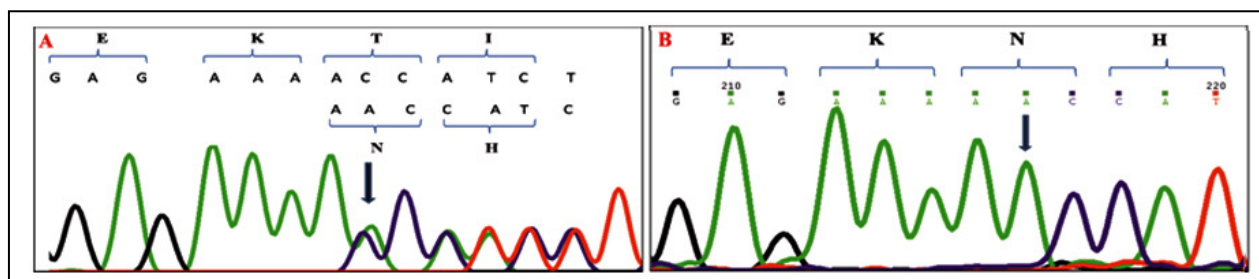 A
E K T I
G A G A A A A C C A T C T
A A C C A T C
N H
B
E K N H
210 220
G A G A A A A A C C A T